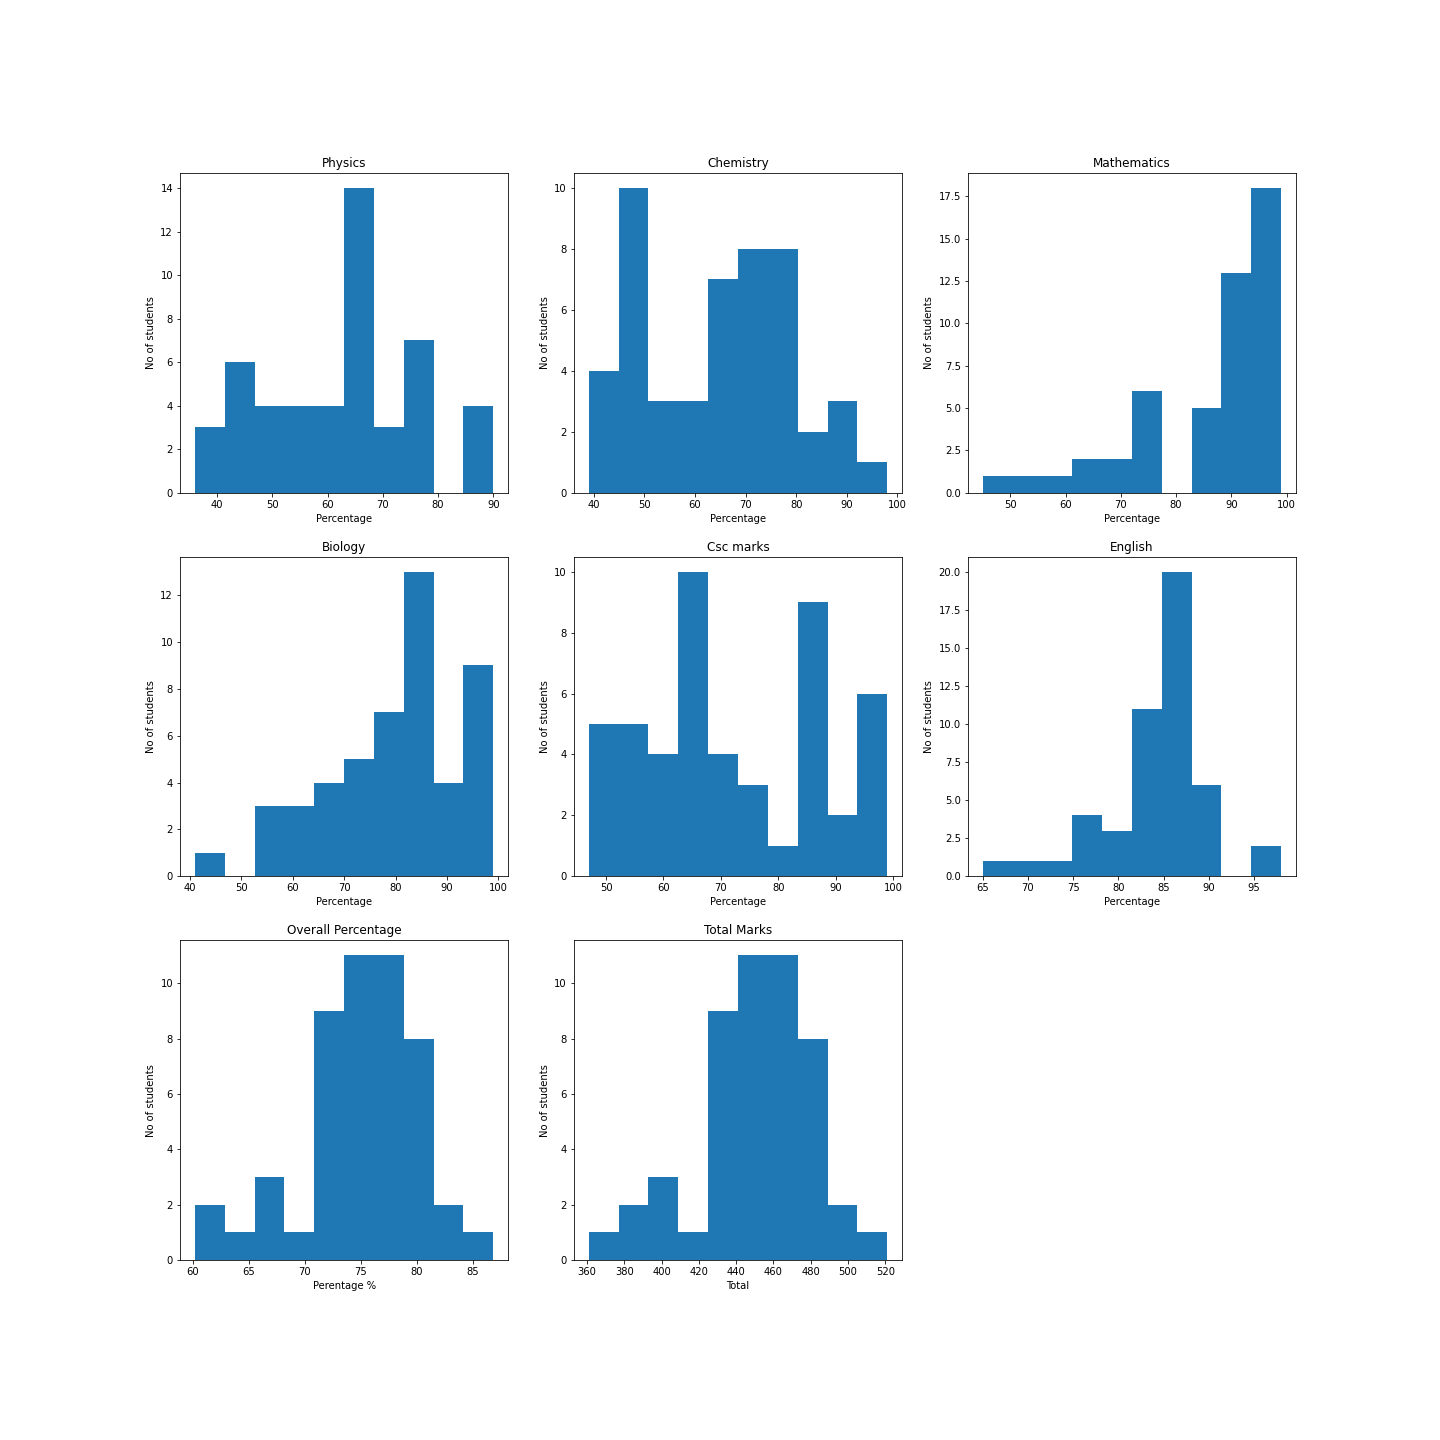 Physics
14
12
10
8
6
4
2
0
No of students
40 50 60 70 80 90
Percentage
Chemistry
10
8
6
4
2
0
No of students
40 50 60 70 80 90 100
Percentage
Mathematics
17.5
15.0
12.5
10.0
7.5
5.0
2.5
0.0
No of students
50 60 70 80 90 100
Percentage
Biology
12
10
8
6
4
2
0
No of students
40 50 60 70 80 90 100
Percentage
Csc marks
10
8
6
4
2
0
No of students
50 60 70 80 90 100
Percentage
English
20.0
17.5
15.0
12.5
10.0
7.5
5.0
2.5
0.0
No of students
65 70 75 80 85 90 95
Percentage
Overall Percentage
10
8
6
4
2
0
No of students
60 65 70 75 80 85
Perentage %
Total Marks
10
8
6
4
2
0
No of students
360 380 400 420 440 460 480 500 520
Total